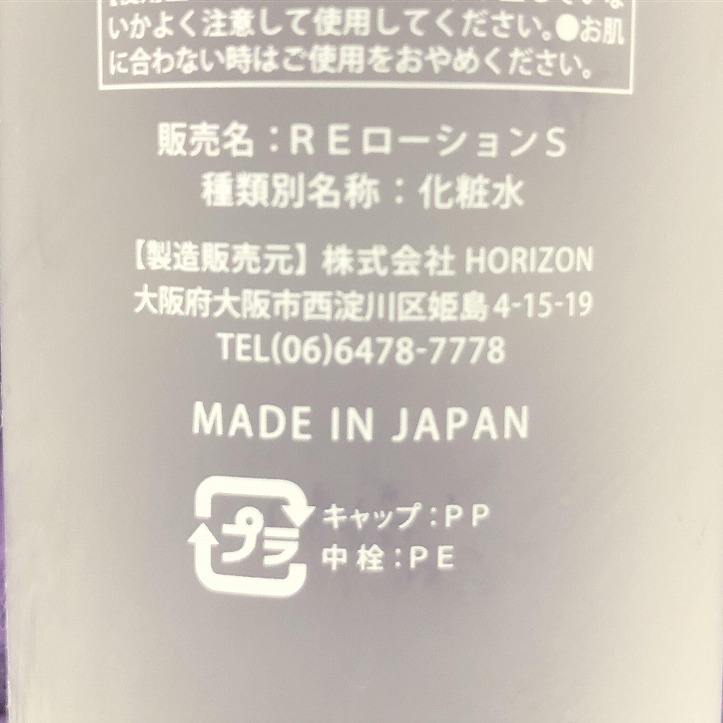 いかよく注意して使用してください。●お肌
に合わない時はご使用をおやめください。
販売名：ＲＥローションＳ
種類別名称：化粧水
【製造販売元】株式会社 HORIZON
大阪府大阪市西淀川区姫島4-15-19
TEL(06)6478-7778
MADE IN JAPAN
プラ
キャップ：ＰＰ
中栓：ＰＥ